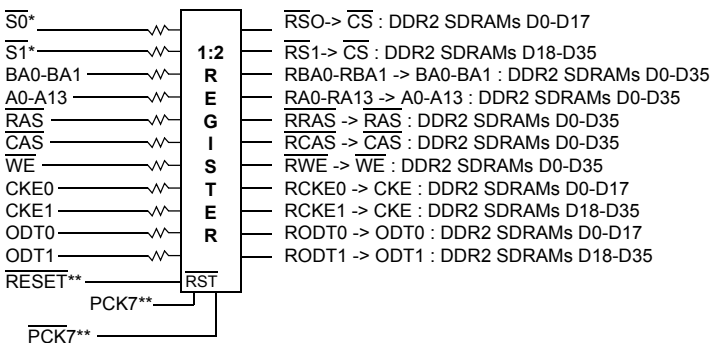 S̅0̅* RSO-> CS : DDR2 SDRAMs D0-D17
S̅1̅* 1:2 RS1-> CS : DDR2 SDRAMs D18-D35
BA0-BA1 R RBA0-RBA1 -> BA0-BA1 : DDR2 SDRAMs D0-D35
A0-A13 E RA0-RA13 -> A0-A13 : DDR2 SDRAMs D0-D35
RAS G RRAS -> RAS : DDR2 SDRAMs D0-D35
CAS I RCAS -> CAS : DDR2 SDRAMs D0-D35
WE S RWE -> WE : DDR2 SDRAMs D0-D35
CKE0 T RCKE0 -> CKE : DDR2 SDRAMs D0-D17
CKE1 E RCKE1 -> CKE : DDR2 SDRAMs D18-D35
ODT0 R RODT0 -> ODT0 : DDR2 SDRAMs D0-D17
ODT1 RODT1 -> ODT1 : DDR2 SDRAMs D18-D35
RESET** RST
PCK7**
PCK7**